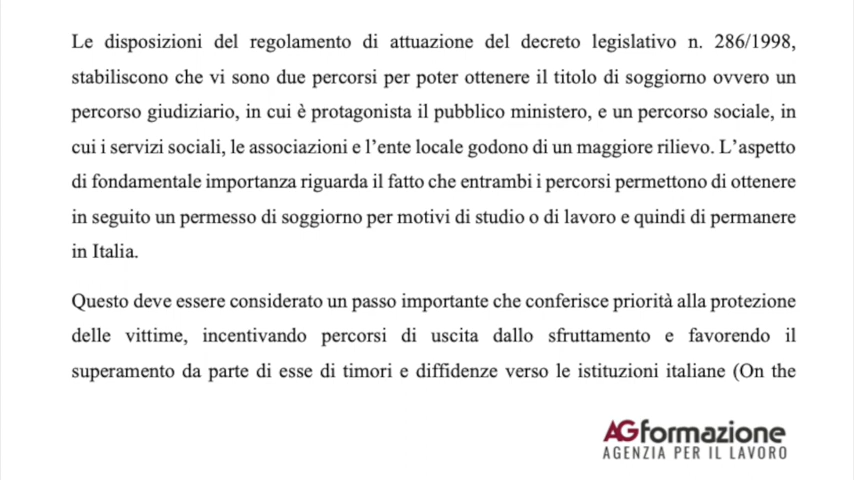 Le disposizioni del regolamento di attuazione del decreto legislativo n. 286/1998,
stabiliscono che vi sono due percorsi per poter ottenere il titolo di soggiorno ovvero un
percorso giudiziario, in cui è protagonista il pubblico ministero, e un percorso sociale, in
cui i servizi sociali, le associazioni e l’ente locale godono di un maggiore rilievo. L’aspetto
di fondamentale importanza riguarda il fatto che entrambi i percorsi permettono di ottenere
in seguito un permesso di soggiorno per motivi di studio o di lavoro e quindi di permanere
in Italia.
Questo deve essere considerato un passo importante che conferisce priorità alla protezione
delle vittime, incentivando percorsi di uscita dallo sfruttamento e favorendo il
superamento da parte di esse di timori e diffidenze verso le istituzioni italiane (On the
AGformazione
AGENZIA PER IL LAVORO